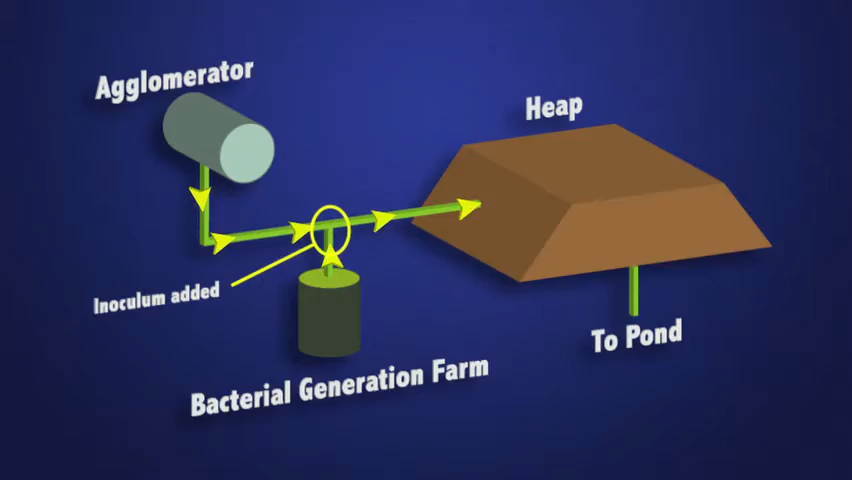 Agglomerator
Heap
Inoculum added
To Pond
Bacterial Generation Farm